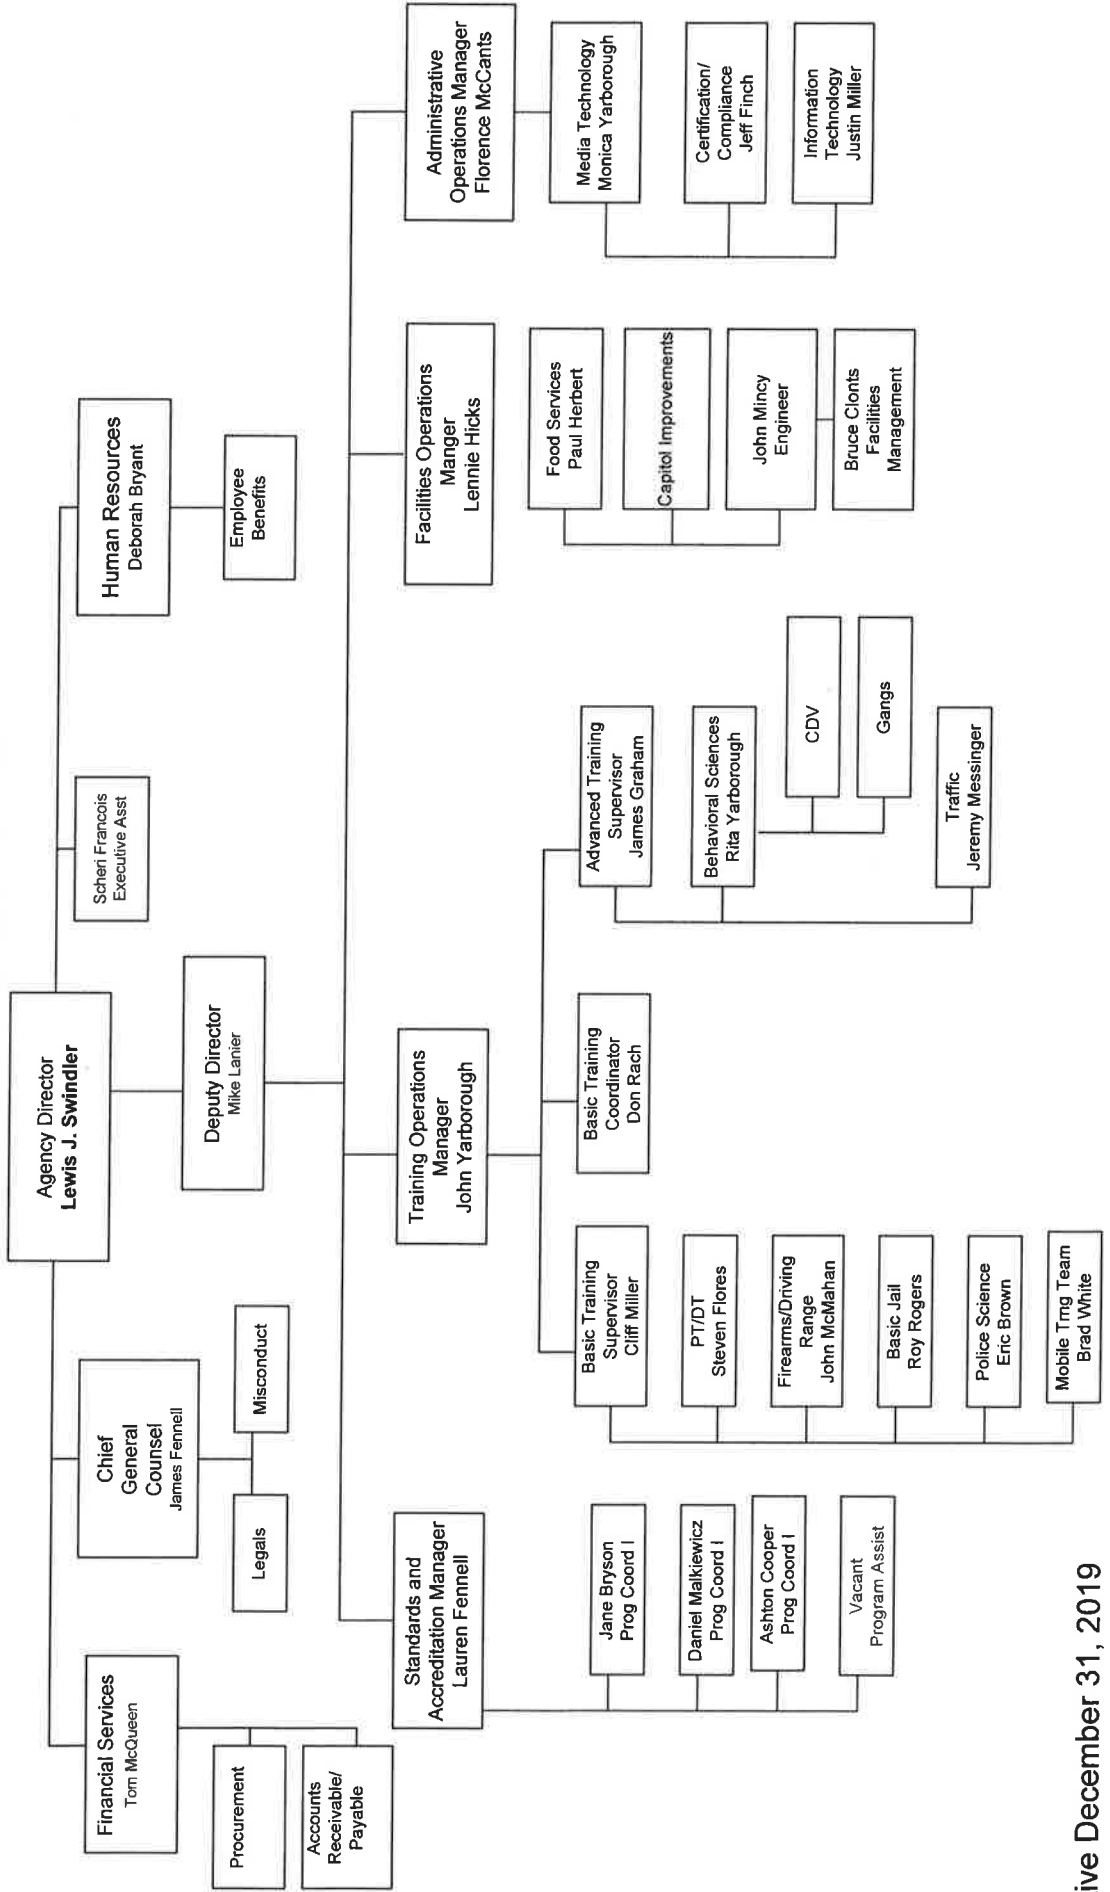 Agency Director
Lewis J. Swindler
Scheri Francois
Executive Asst
Human Resources
Deborah Bryant
Employee
Benefits
Financial Services
Tom McQueen
Procurement
Accounts
Receivable/
Payable
Chief
General
Counsel
James Fennell
Legals
Misconduct
Deputy Director
Mike Lanier
Standards and
Accreditation Manager
Lauren Fennell
Jane Bryson
Prog Coord I
Daniel Malkiewicz
Prog Coord I
Ashton Cooper
Prog Coord I
Vacant
Program Assist
Training Operations
Manager
John Yarborough
Basic Training
Supervisor
Cliff Miller
PT/DT
Steven Flores
Firearms/Driving
Range
John McMahan
Basic Jail
Roy Rogers
Police Science
Eric Brown
Mobile Trng Team
Brad White
Basic Training
Coordinator
Don Rach
Advanced Training
Supervisor
James Graham
Behavioral Sciences
Rita Yarborough
CDV
Gangs
Traffic
Jeremy Messinger
Facilities Operations
Manger
Lennie Hicks
Food Services
Paul Herbert
Capitol Improvements
John Mincy
Engineer
Bruce Clonts
Facilities
Management
Administrative
Operations Manager
Florence McCants
Media Technology
Monica Yarborough
Certification/
Compliance
Jeff Finch
Information
Technology
Justin Miller
ive December 31, 2019